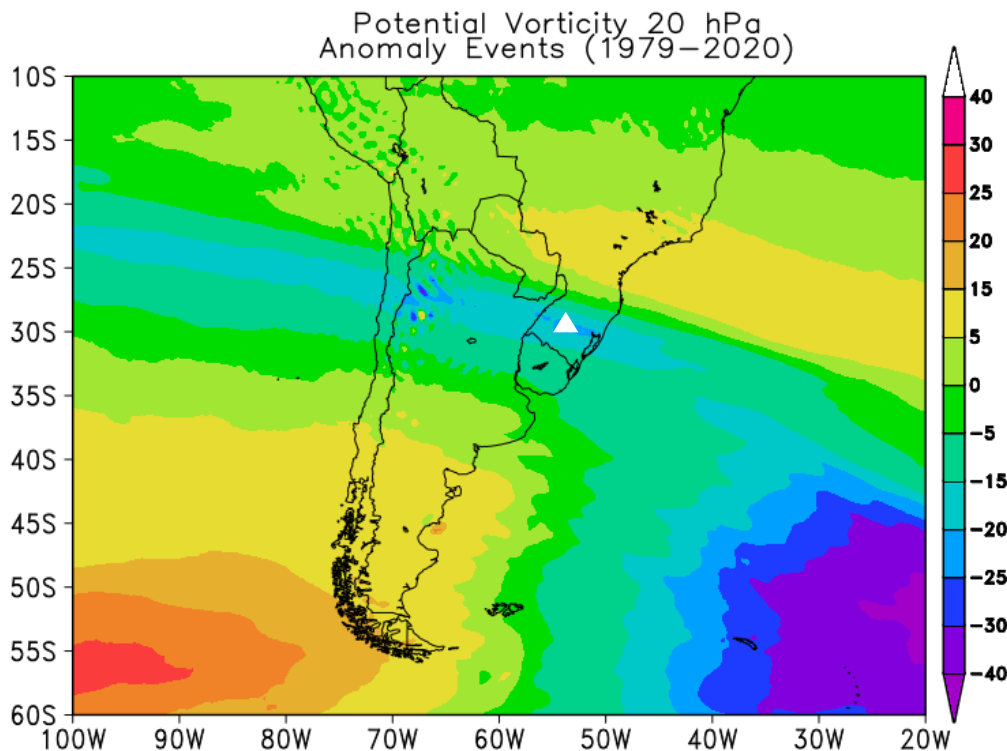 Potential Vorticity 20 hPa
Anomaly Events (1979−2020)
10S
15S
20S
25S
30S
35S
40S
45S
50S
55S
60S
100W 90W 80W 70W 60W 50W 40W 30W 20W
40
30
25
20
15
5
0
−5
−15
−20
−25
−30
−40